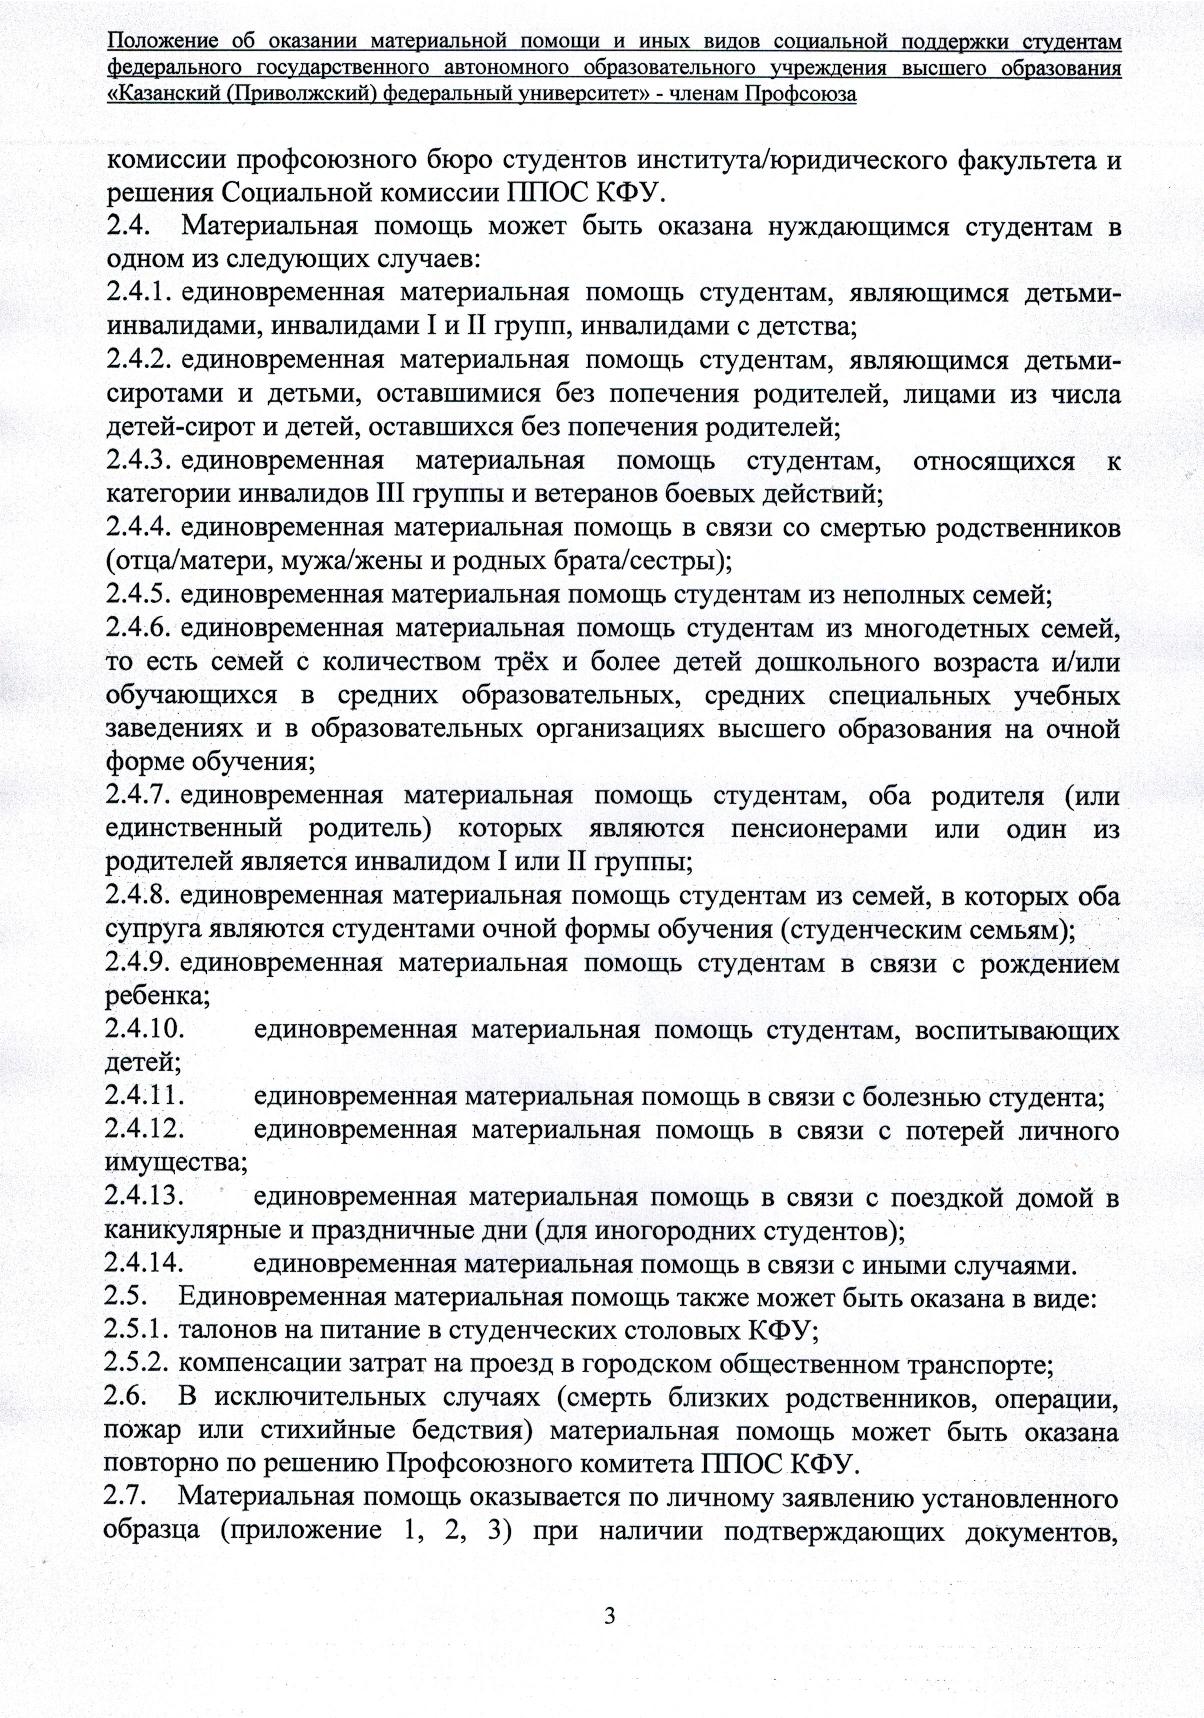 Положение об оказании материальной помощи и иных видов социальной поддержки студентам
федерального государственного автономного образовательного учреждения высшего образования
«Казанский (Приволжский) федеральный университет» - членам Профсоюза
комиссии профсоюзного бюро студентов института/юридического факультета и
решения Социальной комиссии ППОС КФУ.
2.4. Материальная помощь может быть оказана нуждающимся студентам в
одном из следующих случаев:
2.4.1. единовременная материальная помощь студентам, являющимся детьми-
инвалидами, инвалидами I и II групп, инвалидами с детства;
2.4.2. единовременная материальная помощь студентам, являющимся детьми-
сиротами и детьми, оставшимися без попечения родителей, лицами из числа
детей-сирот и детей, оставшихся без попечения родителей;
2.4.3. единовременная материальная помощь студентам, относящихся к
категории инвалидов III группы и ветеранов боевых действий;
2.4.4. единовременная материальная помощь в связи со смертью родственников
(отца/матери, мужа/жены и родных брата/сестры);
2.4.5. единовременная материальная помощь студентам из неполных семей;
2.4.6. единовременная материальная помощь студентам из многодетных семей,
то есть семей с количеством трёх и более детей дошкольного возраста и/или
обучающихся в средних образовательных, средних специальных учебных
заведениях и в образовательных организациях высшего образования на очной
форме обучения;
2.4.7. единовременная материальная помощь студентам, оба родителя (или
единственный родитель) которых являются пенсионерами или один из
родителей является инвалидом I или II группы;
2.4.8. единовременная материальная помощь студентам из семей, в которых оба
супруга являются студентами очной формы обучения (студенческим семьям);
2.4.9. единовременная материальная помощь студентам в связи с рождением
ребенка;
2.4.10. единовременная материальная помощь студентам, воспитывающих
детей;
2.4.11. единовременная материальная помощь в связи с болезнью студента;
2.4.12. единовременная материальная помощь в связи с потерей личного
имущества;
2.4.13. единовременная материальная помощь в связи с поездкой домой в
каникулярные и праздничные дни (для иногородних студентов);
2.4.14. единовременная материальная помощь в связи с иными случаями.
2.5. Единовременная материальная помощь также может быть оказана в виде:
2.5.1. талонов на питание в студенческих столовых КФУ;
2.5.2. компенсации затрат на проезд в городском общественном транспорте;
2.6. В исключительных случаях (смерть близких родственников, операции,
пожар или стихийные бедствия) материальная помощь может быть оказана
повторно по решению Профсоюзного комитета ППОС КФУ.
2.7. Материальная помощь оказывается по личному заявлению установленного
образца (приложение 1, 2, 3) при наличии подтверждающих документов,
3